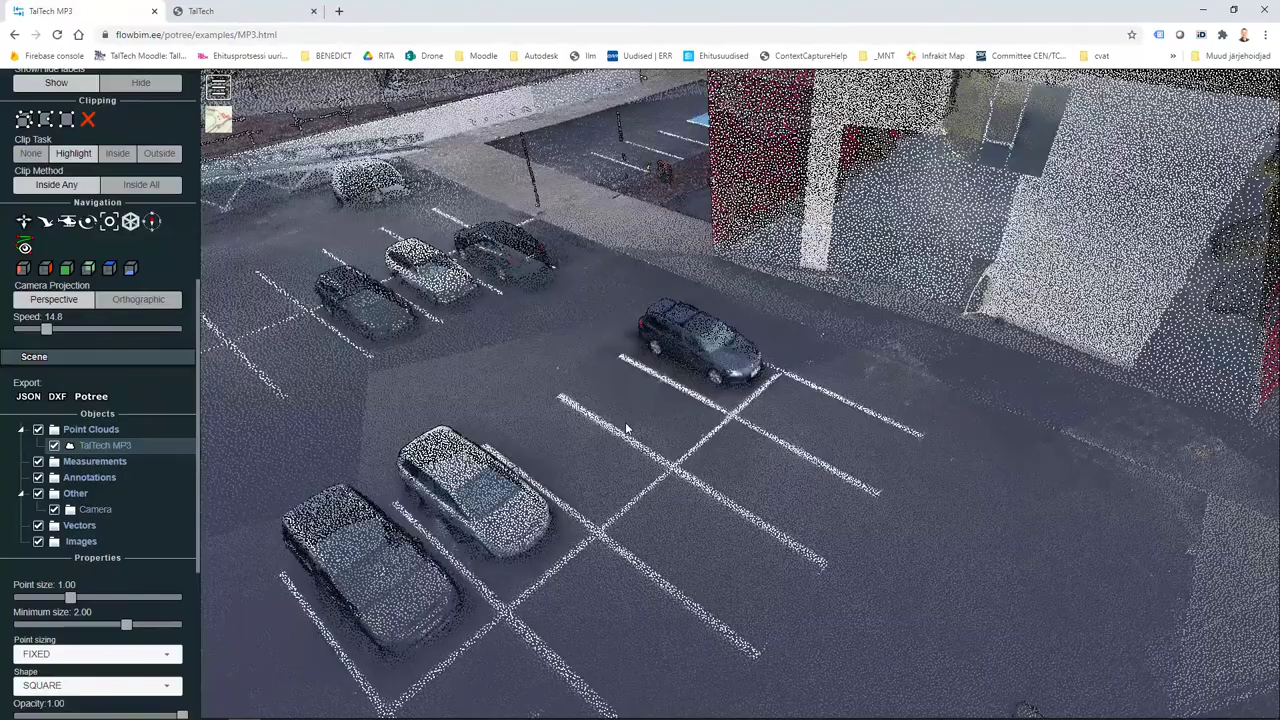 TalTech MP3
TalTech
flowbim.ee/potree/examples/MP3.html
Firebase console
TalTech Moodle: Tall...
Ehitusprotsessi uuri...
BENEDICT
RITA
Drone
Moodle
Autodesk
Ilm
Uudised | ERR
Ehitusuudised
ContextCaptureHelp
_MNT
Infrakit Map
Committee CEN/TC...
cvat
»
Muud järjehoidjad
Show/hide labels
Show Hide
Clipping
Clip Task
None Highlight Inside Outside
Clip Method
Inside Any Inside All
Navigation
Camera Projection
Perspective Orthographic
Speed: 14.8
Scene
Export:
JSON DXF Potree
Objects
Point Clouds
TalTech MP3
Measurements
Annotations
Other
Camera
Vectors
Images
Properties
Point size: 1.00
Minimum size: 2.00
Point sizing
FIXED
Shape
SQUARE
Opacity:1.00